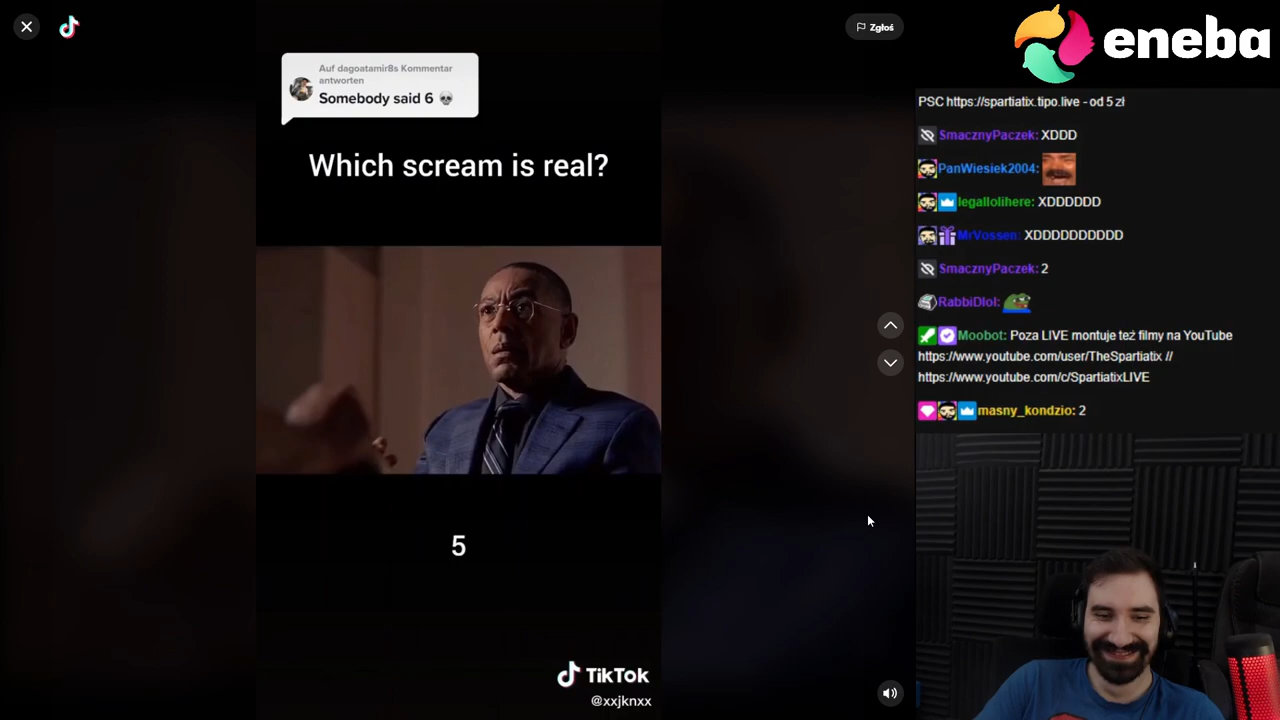 Zgłoś
eneba
Auf dagoatamir8s Kommentar
antworten
Somebody said 6 💀
Which scream is real?
5
TikTok
@xxjknxx
PSC https://spartiatix.tipo.live - od 5 zł
SmacznyPaczek: XDDD
PanWiesiek2004:
legallolihere: XDDDDDD
MrVossen: XDDDDDDDDDD
SmacznyPaczek: 2
RabbiDlol:
Moobot: Poza LIVE montuje też filmy na YouTube
https://www.youtube.com/user/TheSpartiatix //
https://www.youtube.com/c/SpartiatixLIVE
masny_kondzio: 2